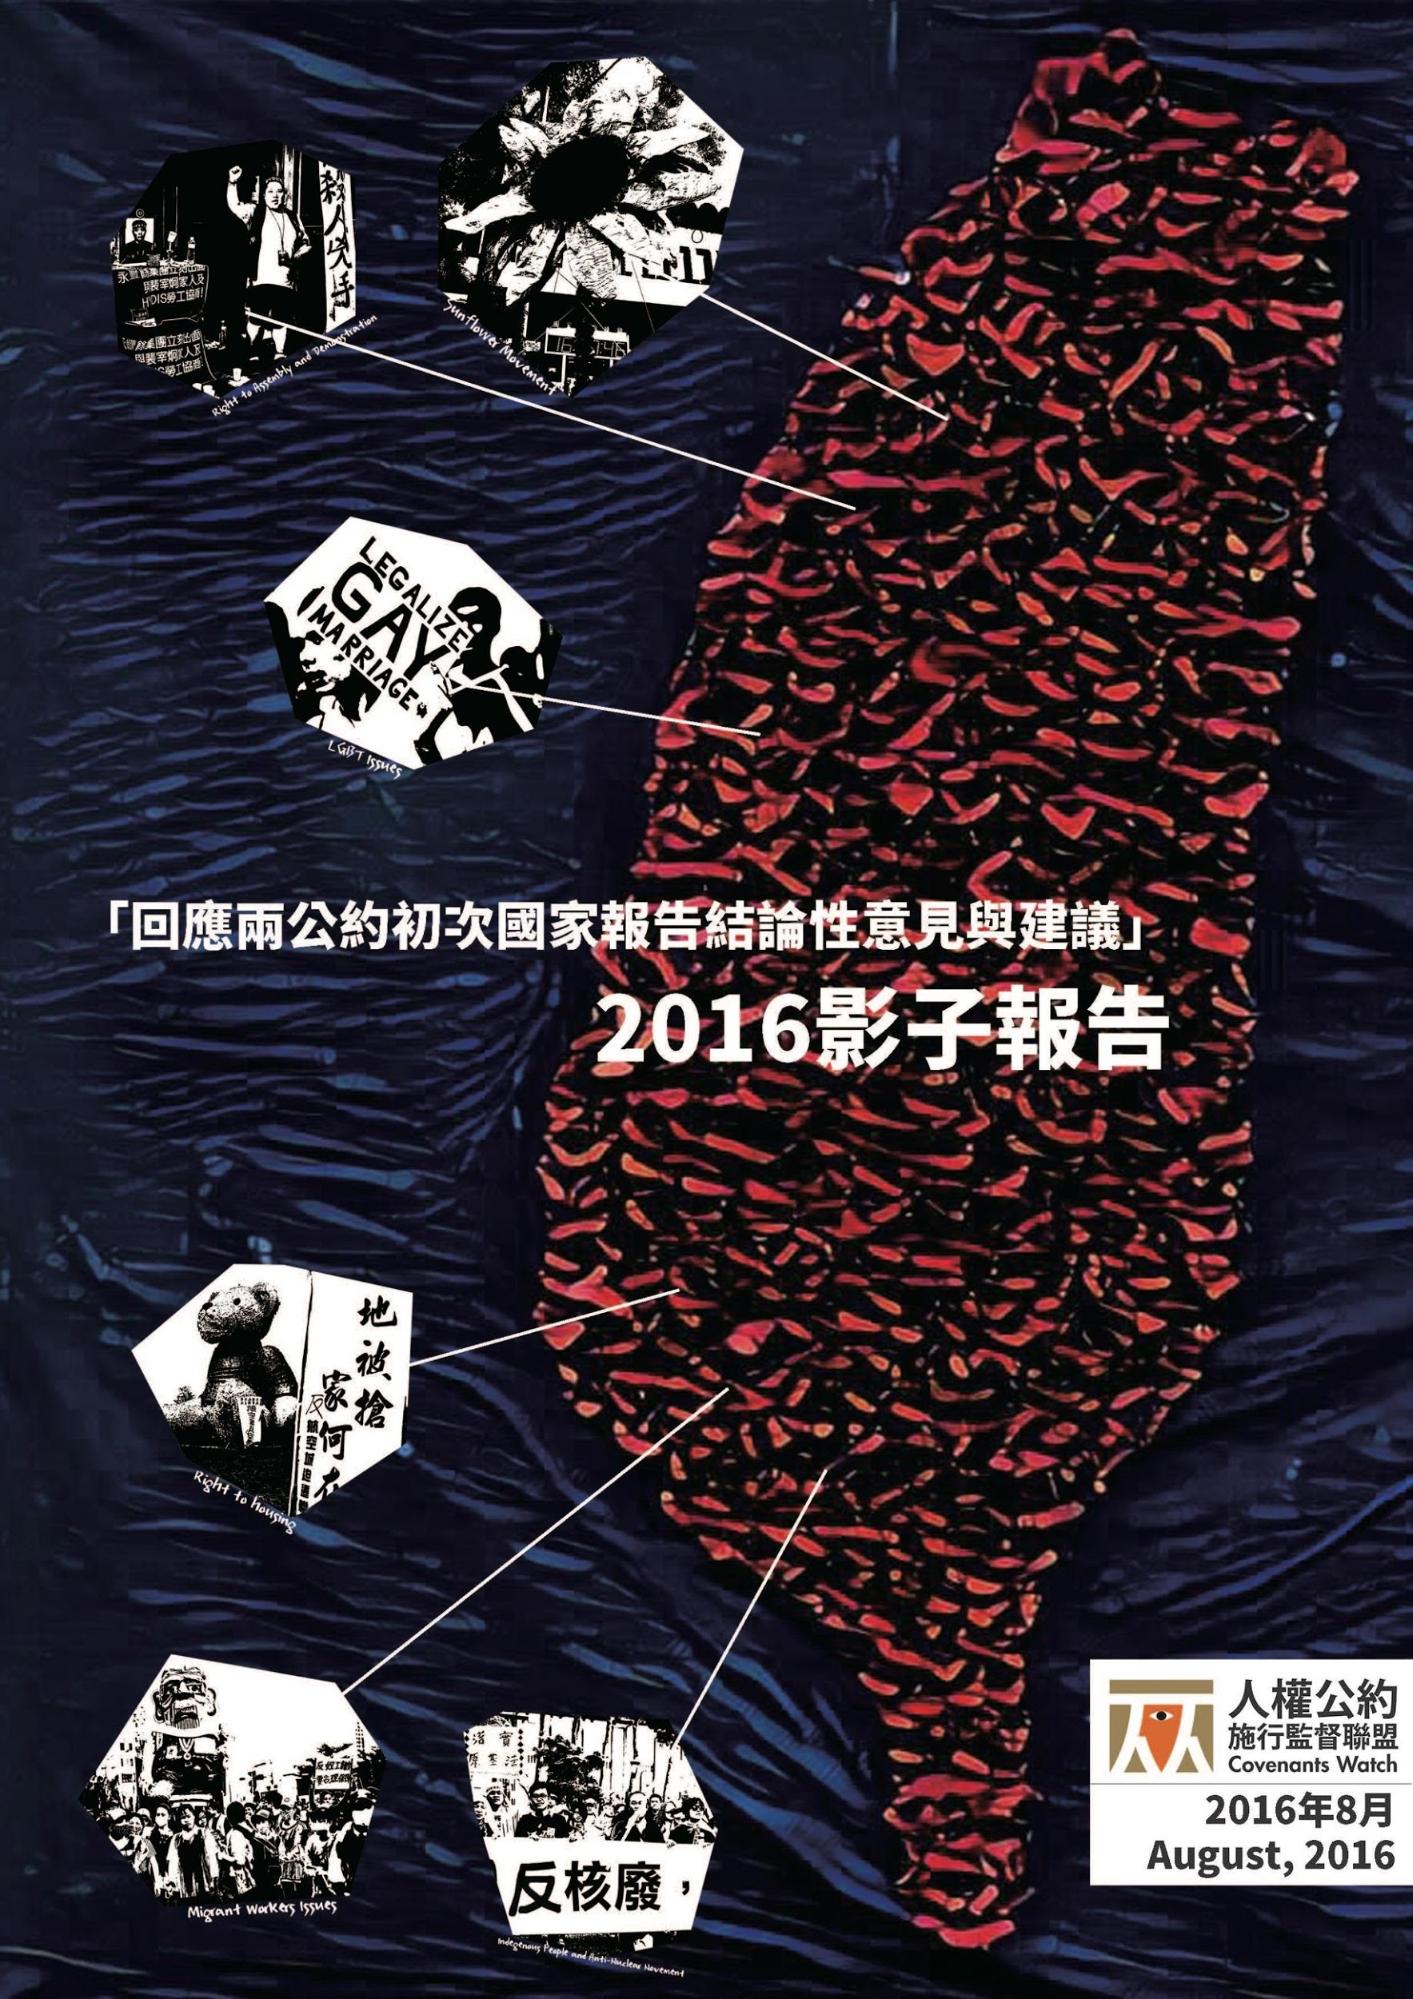 殺人兇手
Right to Assembly and Demonstration
Sunflower Movement
LEGALIZE
GAY
MARRIAGE
LGBT Issues
「回應兩公約初次國家報告結論性意見與建議」
2016影子報告
地被搶
家何在
Right to housing
Migrant Workers Issues
反核廢，
Indegenous People and Anti-Nuclear Movement
人權公約
施行監督聯盟
Covenants Watch
2016年8月
August, 2016